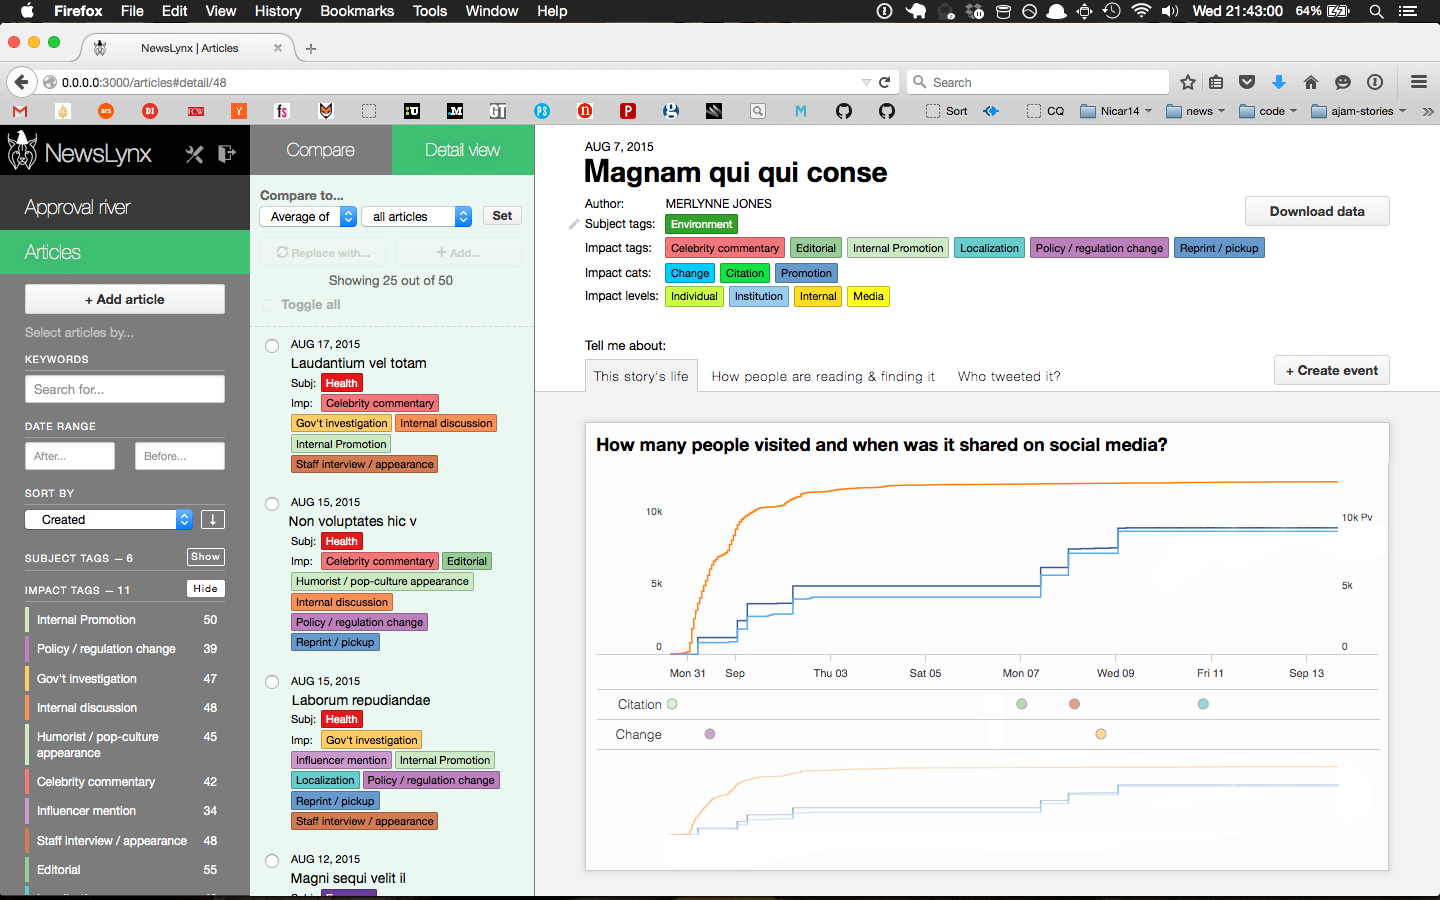 Firefox File Edit View History Bookmarks Tools Window Help
Wed 21:43:00 64%
NewsLynx | Articles
0.0.0.0:3000/articles#detail/48
Search
Sort CQ Nicar14 news code ajam-stories
NewsLynx
Approval river
Articles
+ Add article
Select articles by...
KEYWORDS
Search for...
DATE RANGE
After... Before...
SORT BY
Created
SUBJECT TAGS – 6 Show
IMPACT TAGS – 11 Hide
Internal Promotion 50
Policy / regulation change 39
Gov't investigation 47
Internal discussion 48
Humorist / pop-culture
appearance 45
Celebrity commentary 42
Influencer mention 34
Staff interview / appearance 48
Editorial 55
Compare Detail view
Compare to...
Average of all articles Set
Replace with... + Add...
Showing 25 out of 50
Toggle all
AUG 17, 2015
Laudantium vel totam
Subj: Health
Imp: Celebrity commentary
Gov't investigation Internal discussion
Internal Promotion
Staff interview / appearance
AUG 15, 2015
Non voluptates hic v
Subj: Health
Imp: Celebrity commentary Editorial
Humorist / pop-culture appearance
Internal discussion
Policy / regulation change
Reprint / pickup
AUG 15, 2015
Laborum repudiandae
Subj: Health
Imp: Gov't investigation
Influencer mention Internal Promotion
Localization Policy / regulation change
Reprint / pickup
Staff interview / appearance
AUG 12, 2015
Magni sequi velit il
AUG 7, 2015
Magnam qui qui conse
Author: MERLYNNE JONES
Download data
Subject tags: Environment
Impact tags: Celebrity commentary Editorial Internal Promotion Localization Policy / regulation change Reprint / pickup
Impact cats: Change Citation Promotion
Impact levels: Individual Institution Internal Media
Tell me about:
This story's life How people are reading & finding it Who tweeted it?
+ Create event
How many people visited and when was it shared on social media?
10k 10k Pv
5k 5k
0 0
Mon 31 Sep Thu 03 Sat 05 Mon 07 Wed 09 Fri 11 Sep 13
Citation
Change